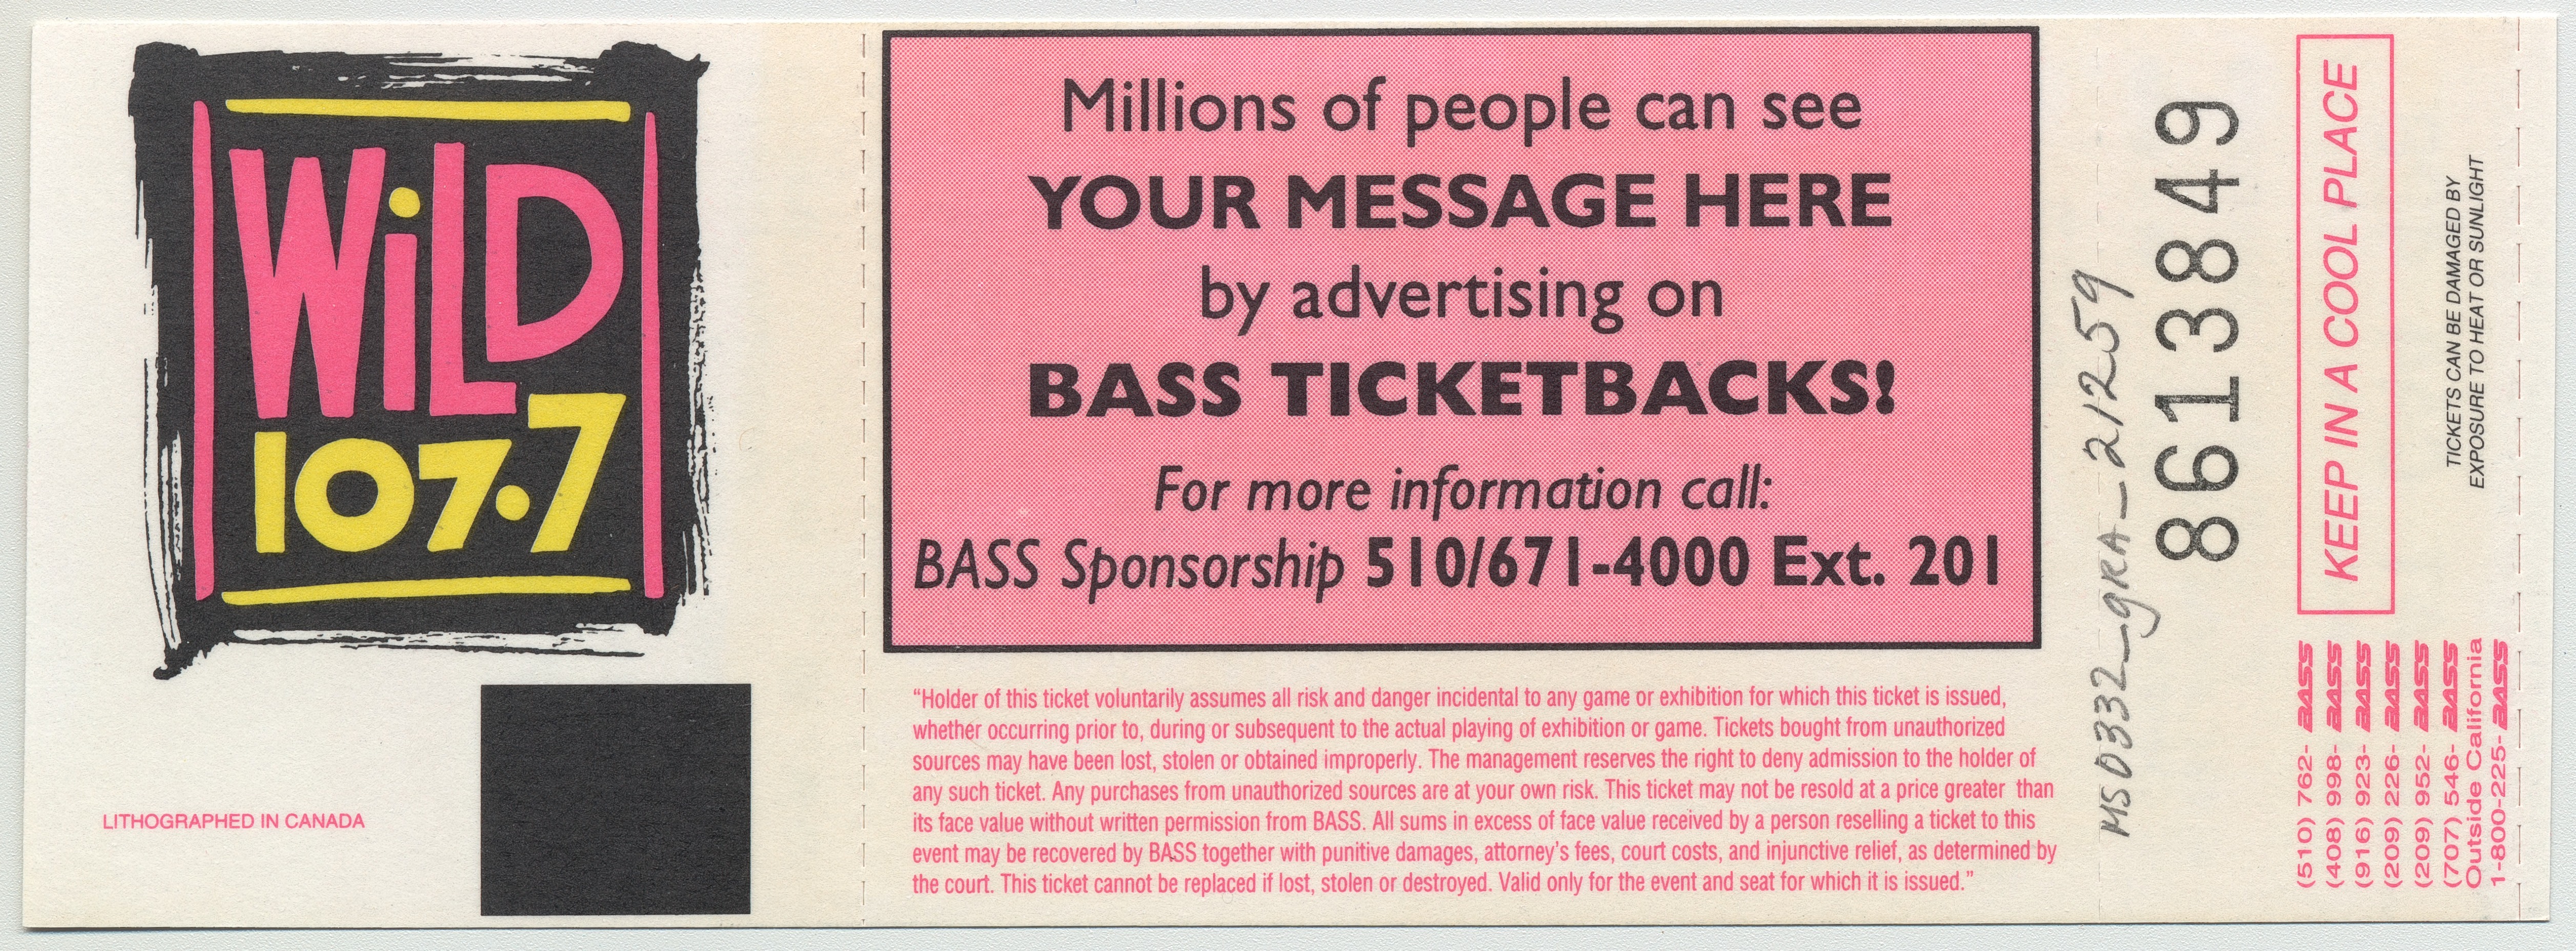 WiLD
107.7
LITHOGRAPHED IN CANADA
Millions of people can see
YOUR MESSAGE HERE
by advertising on
BASS TICKETBACKS!
For more information call:
BASS Sponsorship 510/671-4000 Ext. 201
“Holder of this ticket voluntarily assumes all risk and danger incidental to any game or exhibition for which this ticket is issued,
whether occurring prior to, during or subsequent to the actual playing of exhibition or game. Tickets bought from unauthorized
sources may have been lost, stolen or obtained improperly. The management reserves the right to deny admission to the holder of
any such ticket. Any purchases from unauthorized sources are at your own risk. This ticket may not be resold at a price greater than
its face value without written permission from BASS. All sums in excess of face value received by a person reselling a ticket to this
event may be recovered by BASS together with punitive damages, attorney's fees, court costs, and injunctive relief, as determined by
the court. This ticket cannot be replaced if lost, stolen or destroyed. Valid only for the event and seat for which it is issued.”
MS0332_gRA_21259
8613849
KEEP IN A COOL PLACE
TICKETS CAN BE DAMAGED BY
EXPOSURE TO HEAT OR SUNLIGHT
(510) 762-BASS
(408) 998-BASS
(916) 923-BASS
(209) 226-BASS
(209) 952-BASS
(707) 546-BASS
Outside California
1-800-225-BASS